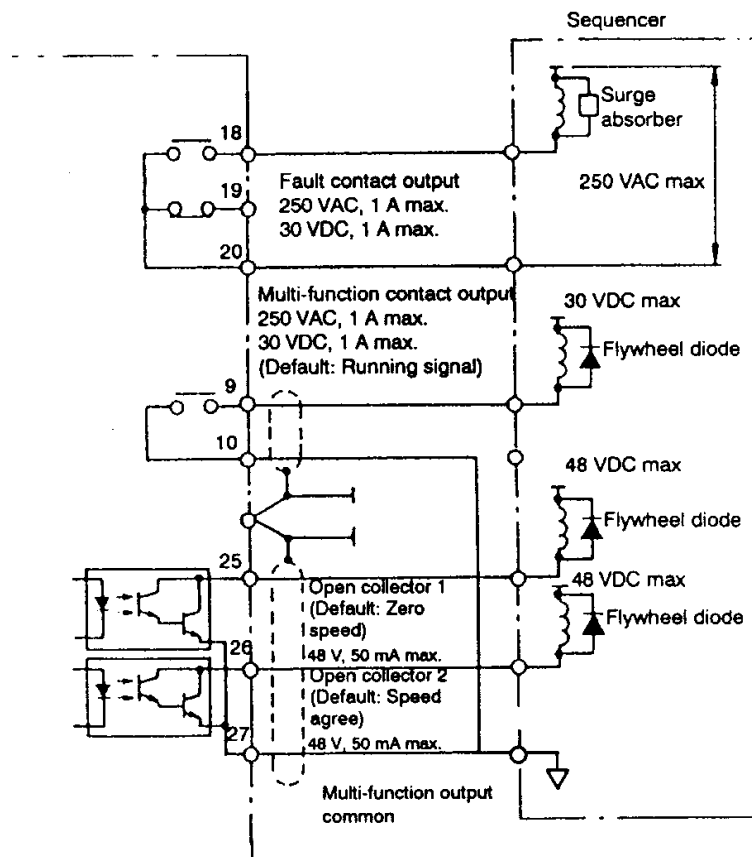 Sequencer
18
Surge
absorber
19
Fault contact output
250 VAC, 1 A max.
30 VDC, 1 A max.
250 VAC max
20
Multi-function contact output
250 VAC, 1 A max.
30 VDC, 1 A max.
(Default: Running signal)
30 VDC max
Flywheel diode
9
10
48 VDC max
Flywheel diode
25
Open collector 1
(Default: Zero
speed)
48 V, 50 mA max.
48 VDC max
Flywheel diode
26
Open collector 2
(Default: Speed
agree)
48 V, 50 mA max.
27
Multi-function output
common